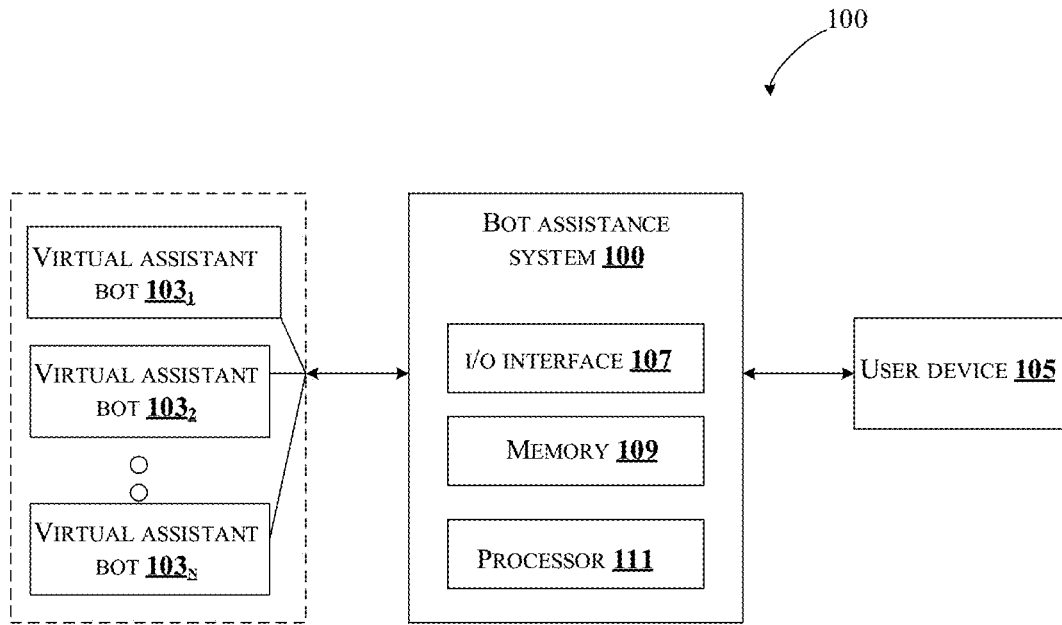 100
Virtual assistant
bot 103₁
Virtual assistant
bot 103₂
Virtual assistant
bot 103ₙ
Bot assistance
system 100
i/o interface 107
Memory 109
Processor 111
User device 105